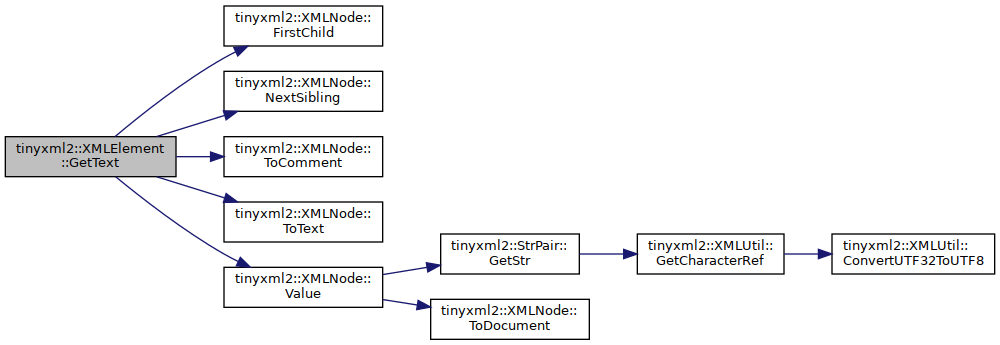 tinyxml2::XMLElement
::GetText
tinyxml2::XMLNode::
FirstChild
tinyxml2::XMLNode::
NextSibling
tinyxml2::XMLNode::
ToComment
tinyxml2::XMLNode::
ToText
tinyxml2::XMLNode::
Value
tinyxml2::StrPair::
GetStr
tinyxml2::XMLNode::
ToDocument
tinyxml2::XMLUtil::
GetCharacterRef
tinyxml2::XMLUtil::
ConvertUTF32ToUTF8